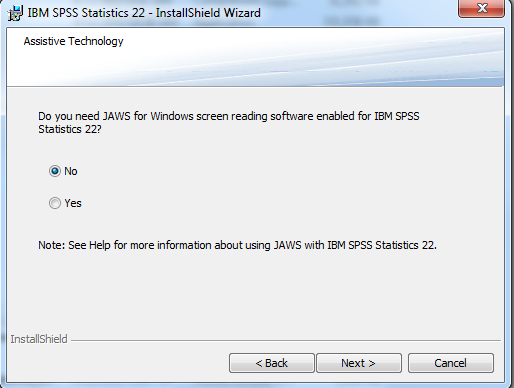 IBM SPSS Statistics 22 - InstallShield Wizard
Assistive Technology
Do you need JAWS for Windows screen reading software enabled for IBM SPSS
Statistics 22?
No
Yes
Note: See Help for more information about using JAWS with IBM SPSS Statistics 22.
InstallShield
< Back
Next >
Cancel